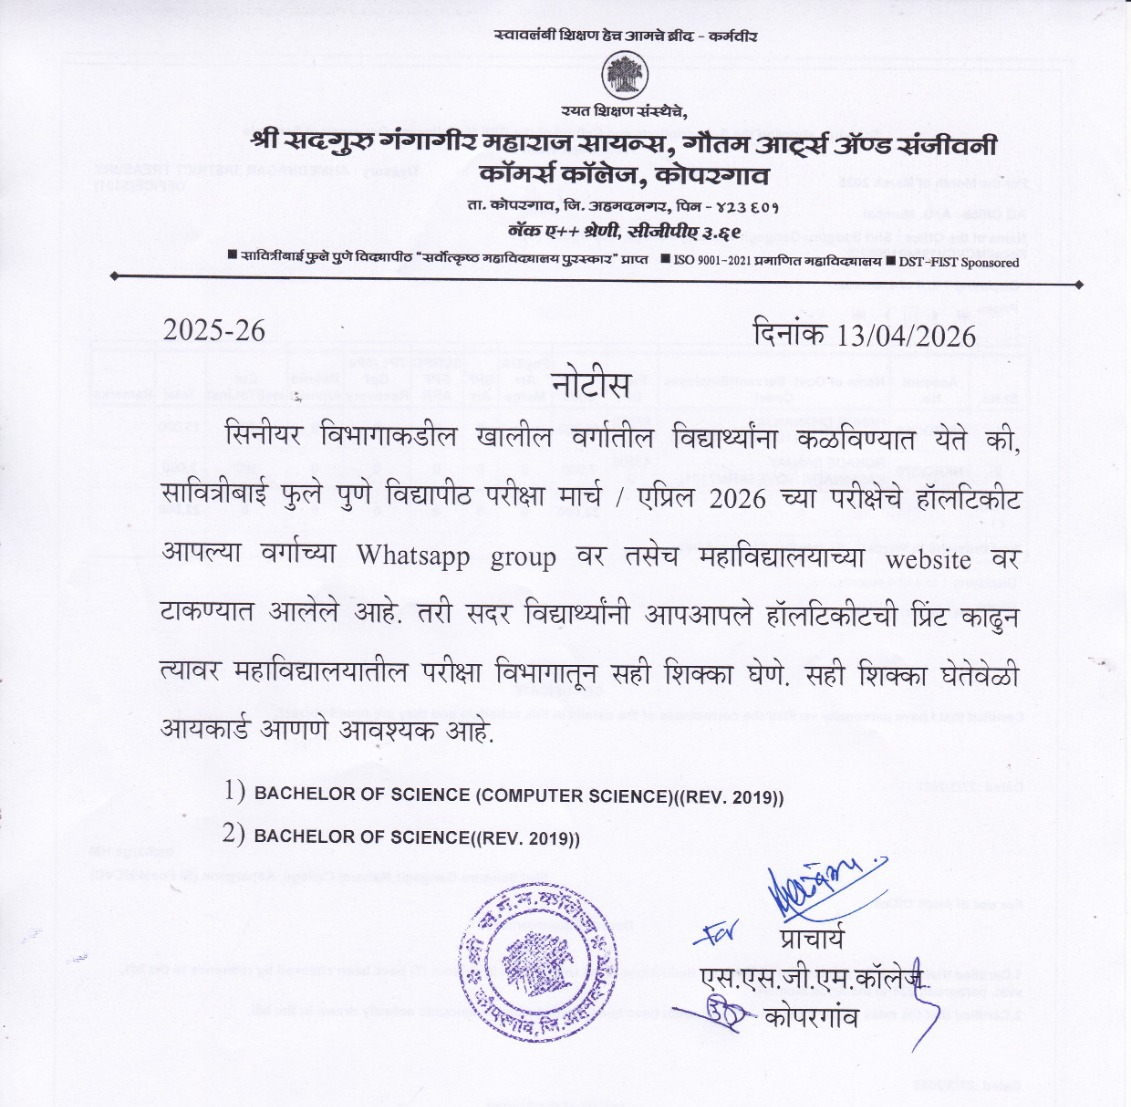 स्वावलंबी शिक्षण हेच आमचे ब्रीद - कर्मवीर
रयत शिक्षण संस्थेचे,
श्री सदगुरु गंगागीर महाराज सायन्स, गौतम आर्ट्स अ‍ॅण्ड संजीवनी
कॉमर्स कॉलेज, कोपरगाव
ता. कोपरगाव, जि. अहमदनगर, पिन - ४२३ ६०१
नॅक ए++ श्रेणी, सीजीपीए ३.६९
■ सावित्रीबाई फुले पुणे विद्यापीठ "सर्वोत्कृष्ठ महाविद्यालय पुरस्कार" प्राप्त ■ ISO 9001-2021 प्रमाणित महाविद्यालय ■ DST-FIST Sponsored
2025-26 दिनांक 13/04/2026
नोटीस
सिनीयर विभागाकडील खालील वर्गातील विद्यार्थ्यांना कळविण्यात येते की,
सावित्रीबाई फुले पुणे विद्यापीठ परीक्षा मार्च / एप्रिल 2026 च्या परीक्षेचे हॉलटिकीट
आपल्या वर्गाच्या Whatsapp group वर तसेच महाविद्यालयाच्या website वर
टाकण्यात आलेले आहे. तरी सदर विद्यार्थ्यांनी आपआपले हॉलटिकीटची प्रिंट काढुन
त्यावर महाविद्यालयातील परीक्षा विभागातून सही शिक्का घेणे. सही शिक्का घेतेवेळी
आयकार्ड आणणे आवश्यक आहे.
1) BACHELOR OF SCIENCE (COMPUTER SCIENCE)((REV. 2019))
2) BACHELOR OF SCIENCE((REV. 2019))
For प्राचार्य
एस.एस.जी.एम.कॉलेज
कोपरगांव